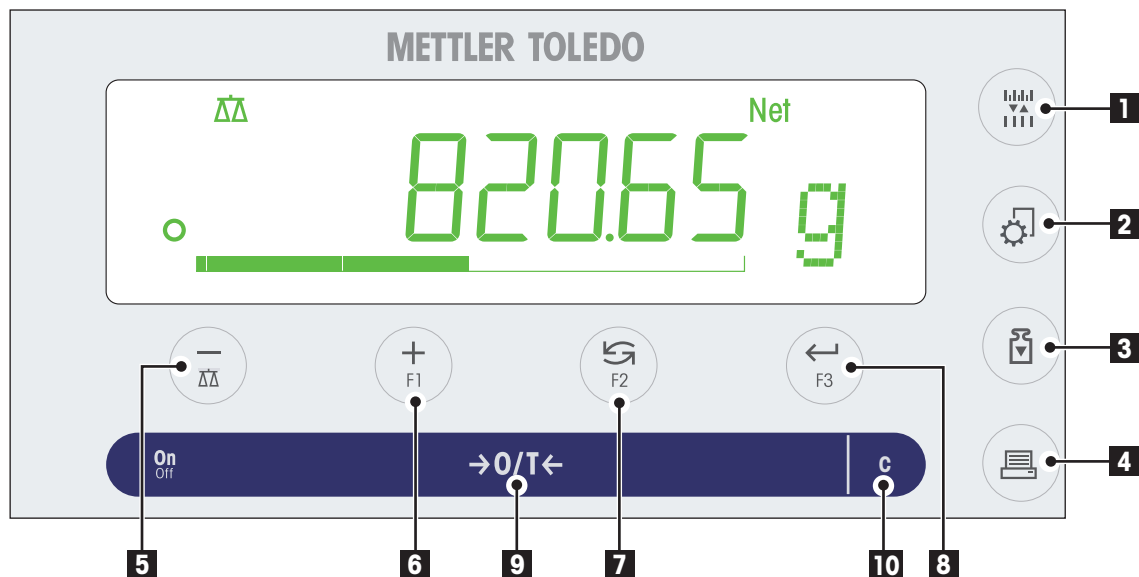 METTLER TOLEDO
Net
820.65 g
1
2
3
4
F1
F2
F3
On
Off
→0/T←
C
5
6
9
7
10
8